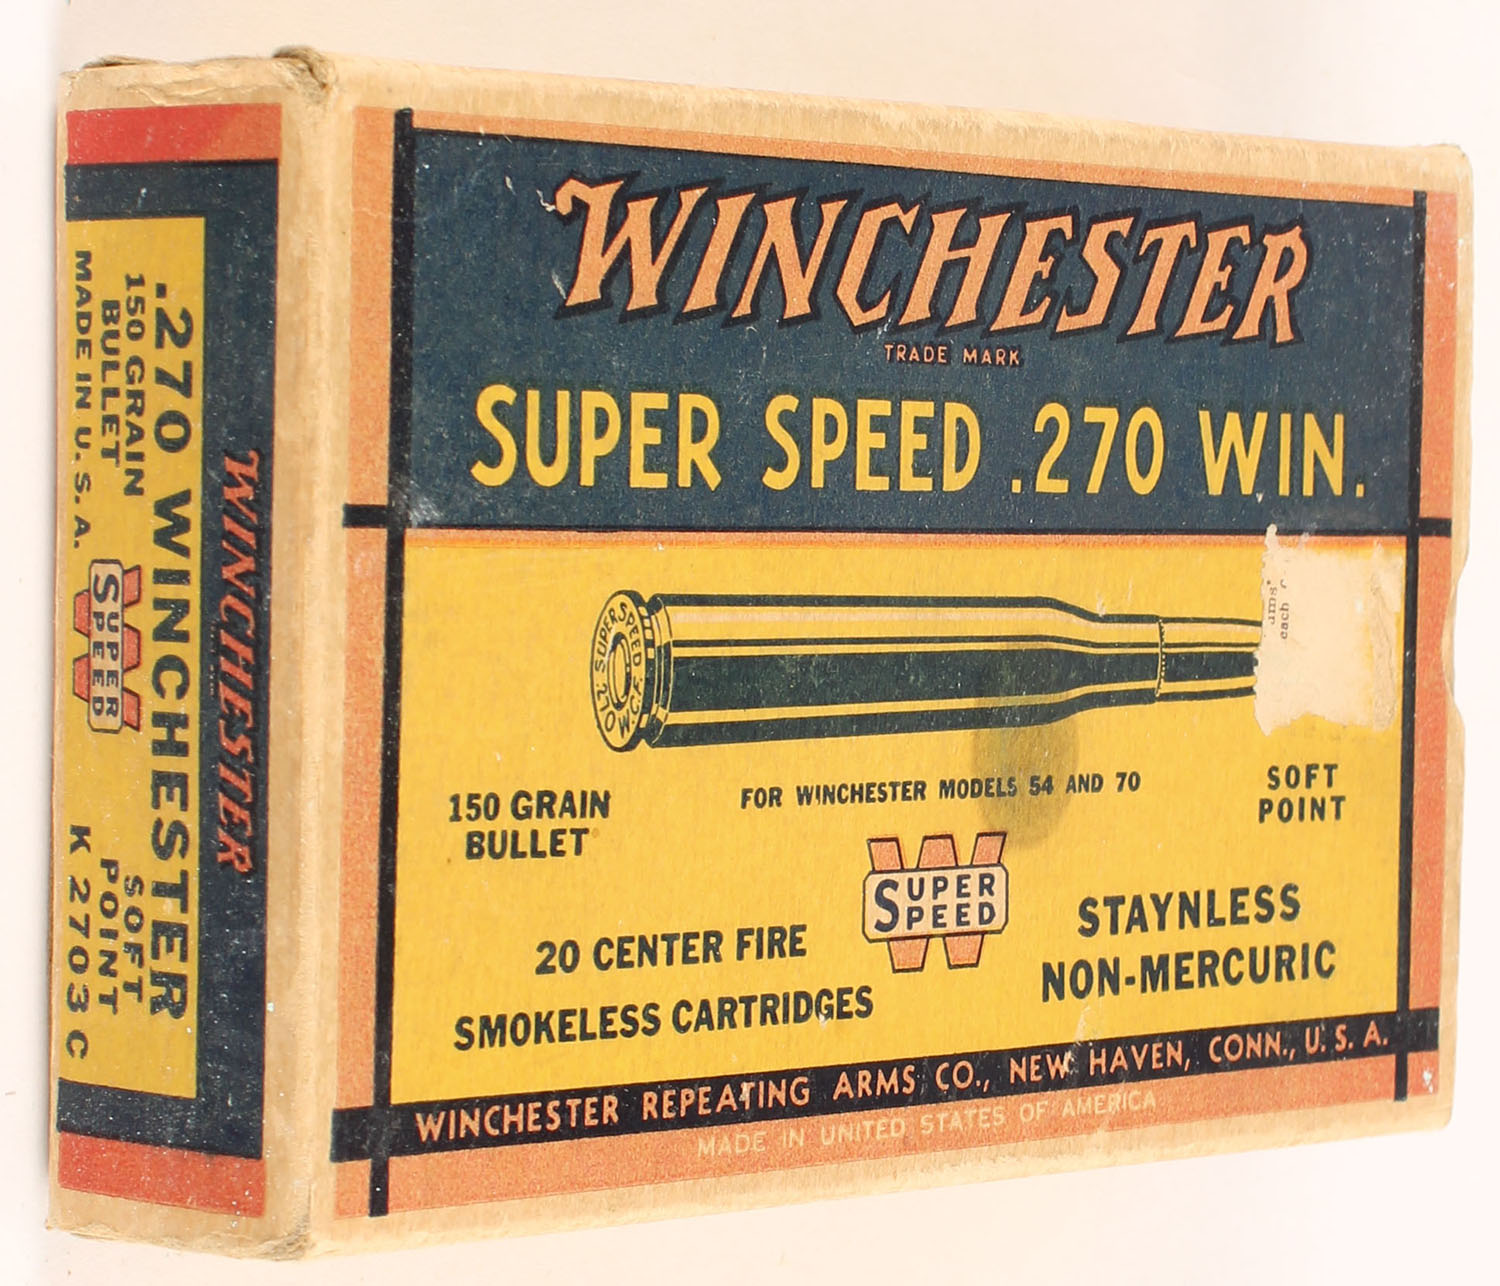 WINCHESTER
TRADE MARK
SUPER SPEED .270 WIN.
SUPER SPEED
W.C.F.
each
150 GRAIN
BULLET
FOR WINCHESTER MODELS 54 AND 70
SOFT
POINT
SUPER
SPEED
20 CENTER FIRE
SMOKELESS CARTRIDGES
STAYNLESS
NON-MERCURIC
WINCHESTER REPEATING ARMS CO., NEW HAVEN, CONN., U. S. A.
MADE IN UNITED STATES OF AMERICA
WINCHESTER
.270 WINCHESTER
150 GRAIN
BULLET
MADE IN U. S. A.
SUPER
SPEED
SOFT
POINT
K 2703 C